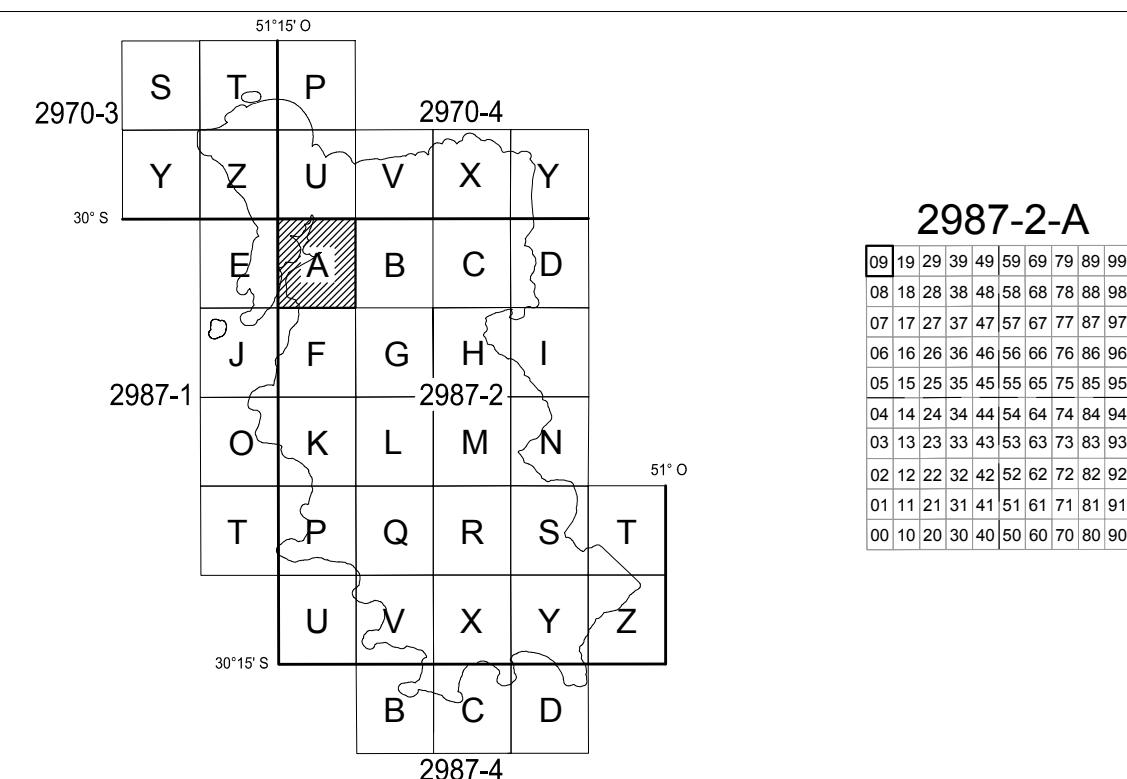 51°15' O
S T P
2970-3 2970-4
Y Z U V X Y
30° S
E A B C D
J F G H I
2987-1 2987-2
O K L M N
51° O
T P Q R S T
U V X Y Z
30°15' S
B C D
2987-4
2987-2-A
09 19 29 39 49 59 69 79 89 99
08 18 28 38 48 58 68 78 88 98
07 17 27 37 47 57 67 77 87 97
06 16 26 36 46 56 66 76 86 96
05 15 25 35 45 55 65 75 85 95
04 14 24 34 44 54 64 74 84 94
03 13 23 33 43 53 63 73 83 93
02 12 22 32 42 52 62 72 82 92
01 11 21 31 41 51 61 71 81 91
00 10 20 30 40 50 60 70 80 90